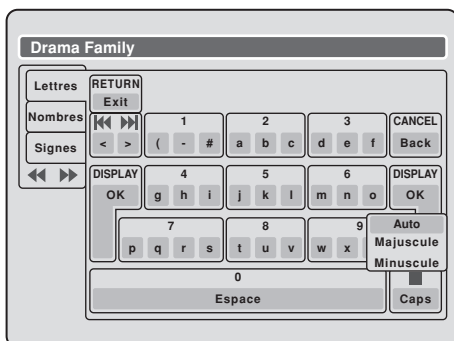 Drama Family
Lettres
Nombres
Signes
RETURN
Exit
< >
1
( - #
2
a b c
3
d e f
CANCEL
Back
DISPLAY
OK
4
g h i
5
j k l
6
m n o
DISPLAY
OK
7
p q r s
8
t u v
9
w x
Auto
Majuscule
Minuscule
0
Espace
Caps